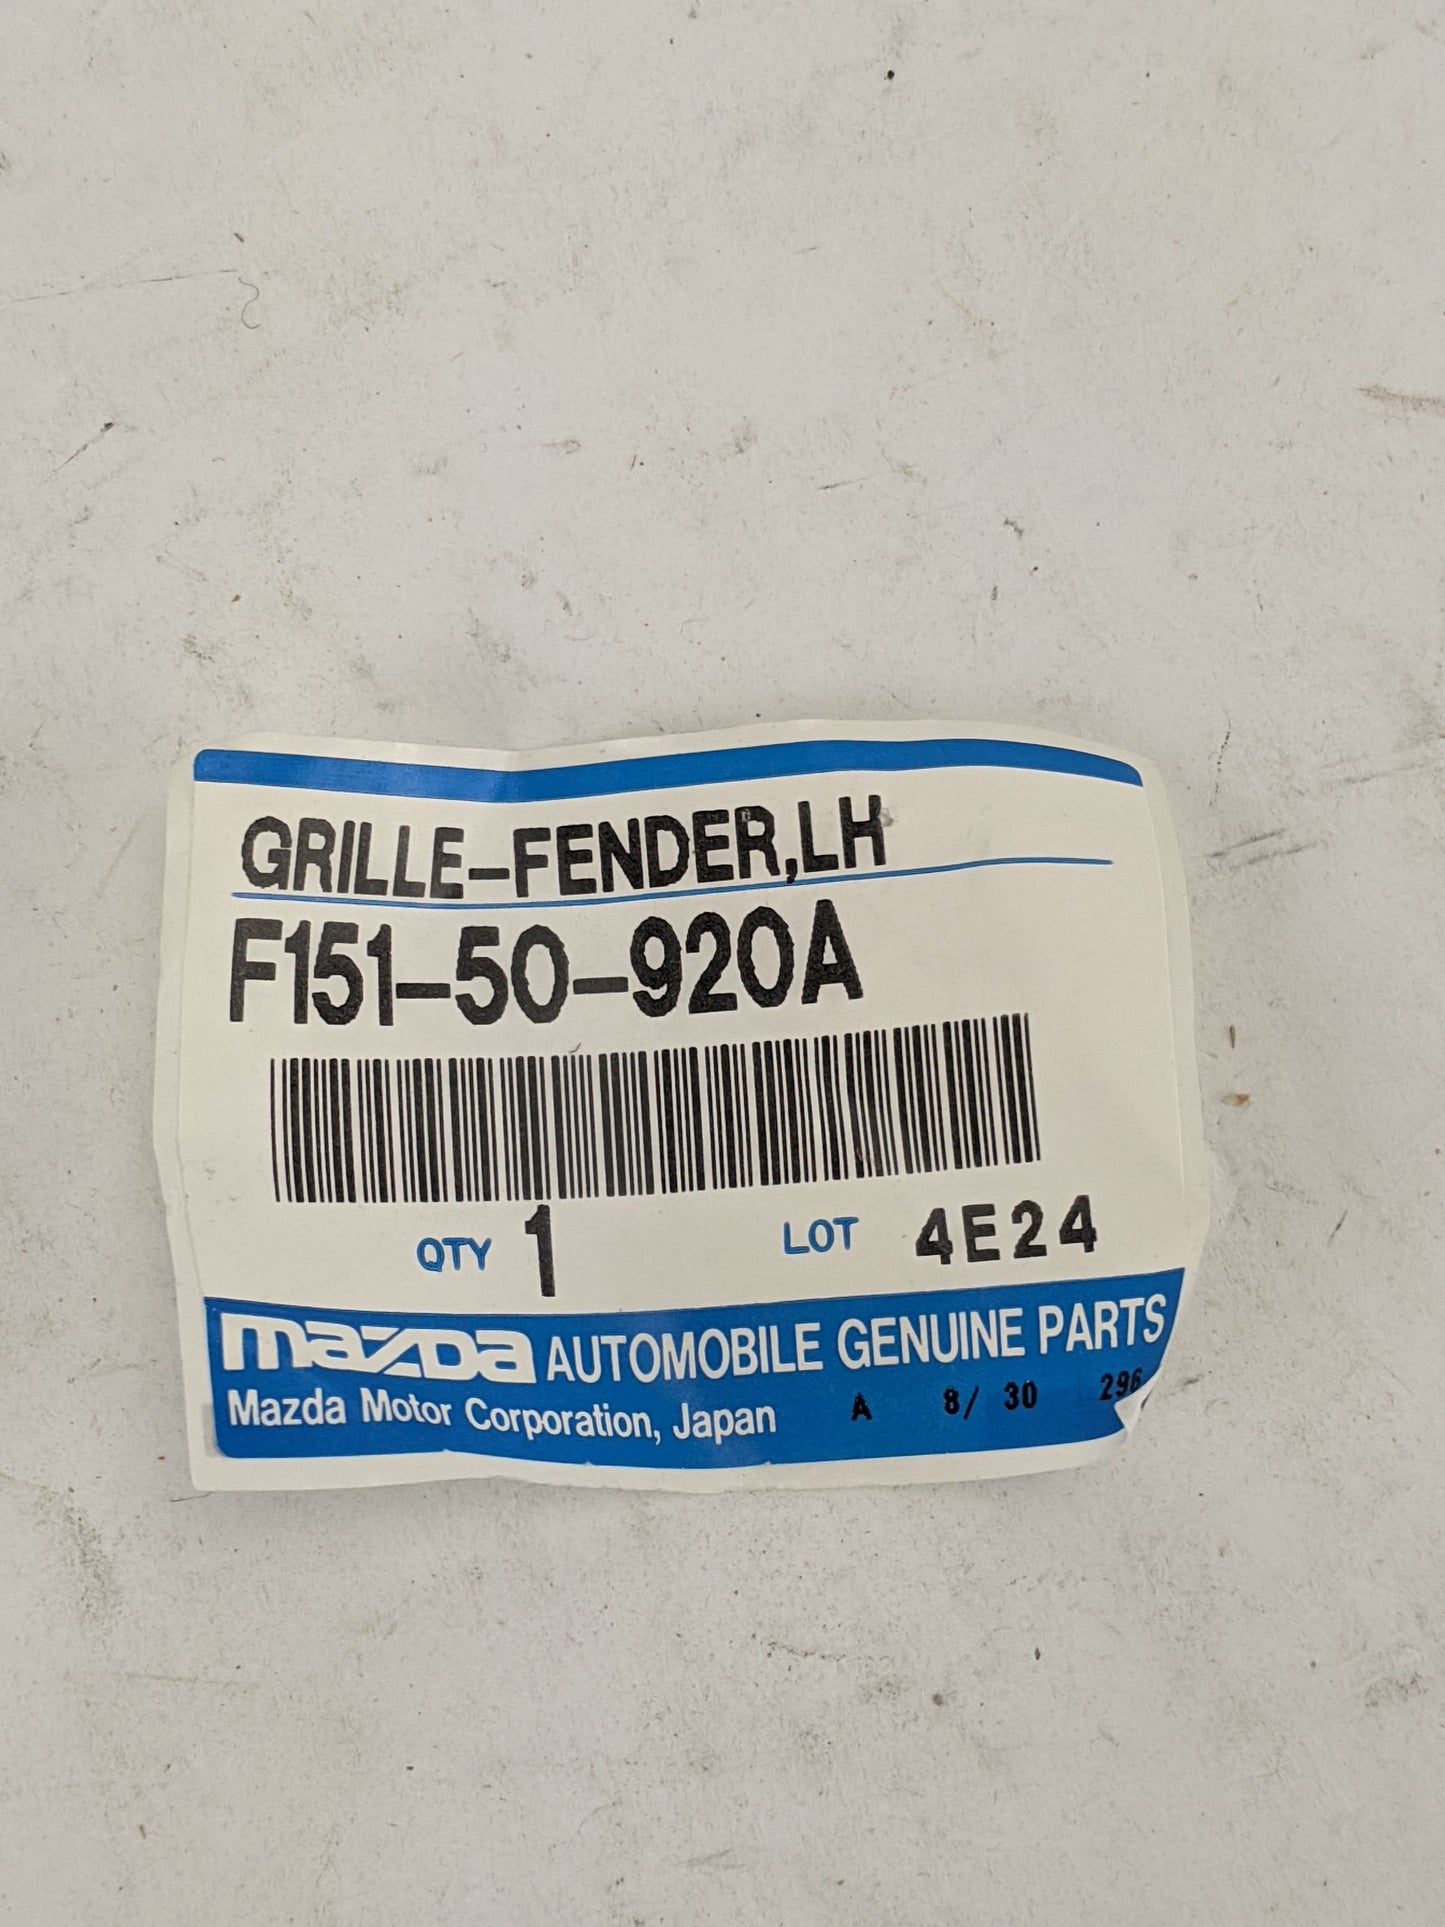 GRILLE-FENDER,LH
F151-50-920A
QTY 1 LOT 4E24
mazda AUTOMOBILE GENUINE PARTS
Mazda Motor Corporation, Japan A 8/ 30 296